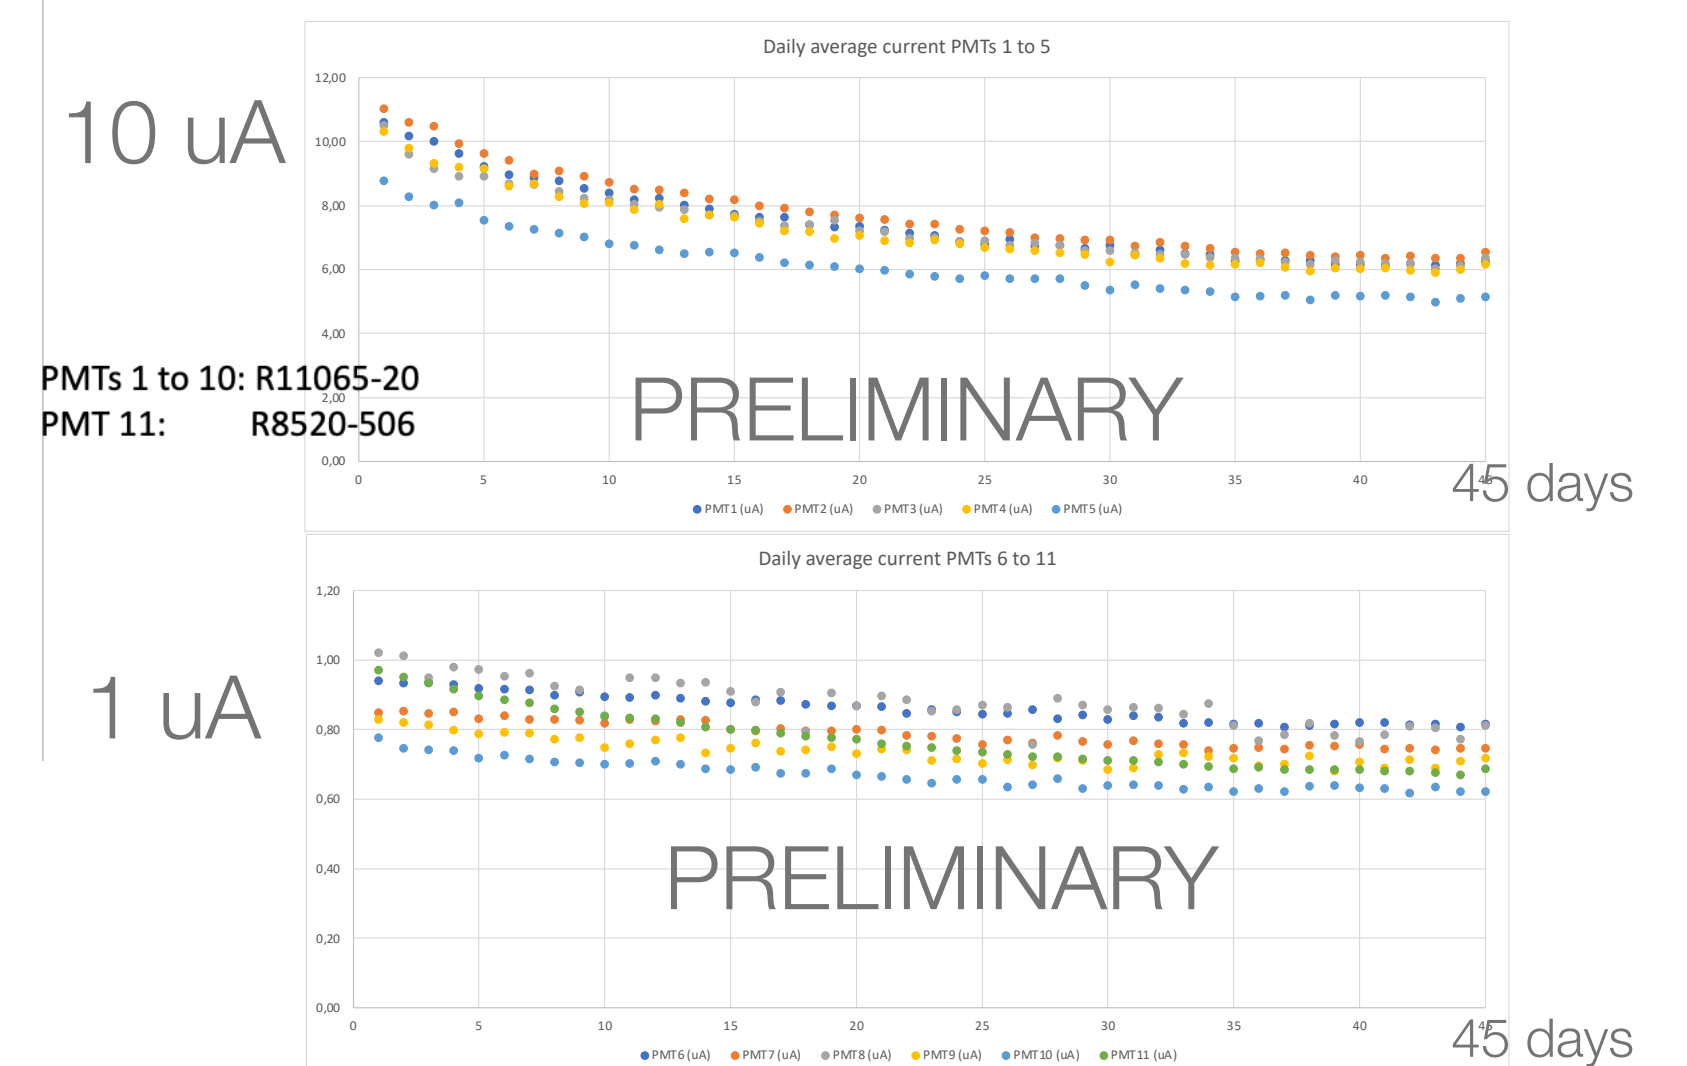 Daily average current PMTs 1 to 5
10 uA
12,00
10,00
8,00
6,00
4,00
2,00
0,00
PMTs 1 to 10: R11065-20
PMT 11: R8520-506
PRELIMINARY
0 5 10 15 20 25 30 35 40 45
45 days
PMT1 (uA) PMT2 (uA) PMT3 (uA) PMT4 (uA) PMT5 (uA)
Daily average current PMTs 6 to 11
1 uA
1,20
1,00
0,80
0,60
0,40
0,20
0,00
PRELIMINARY
0 5 10 15 20 25 30 35 40 45
45 days
PMT6 (uA) PMT7 (uA) PMT8 (uA) PMT9 (uA) PMT10 (uA) PMT11 (uA)